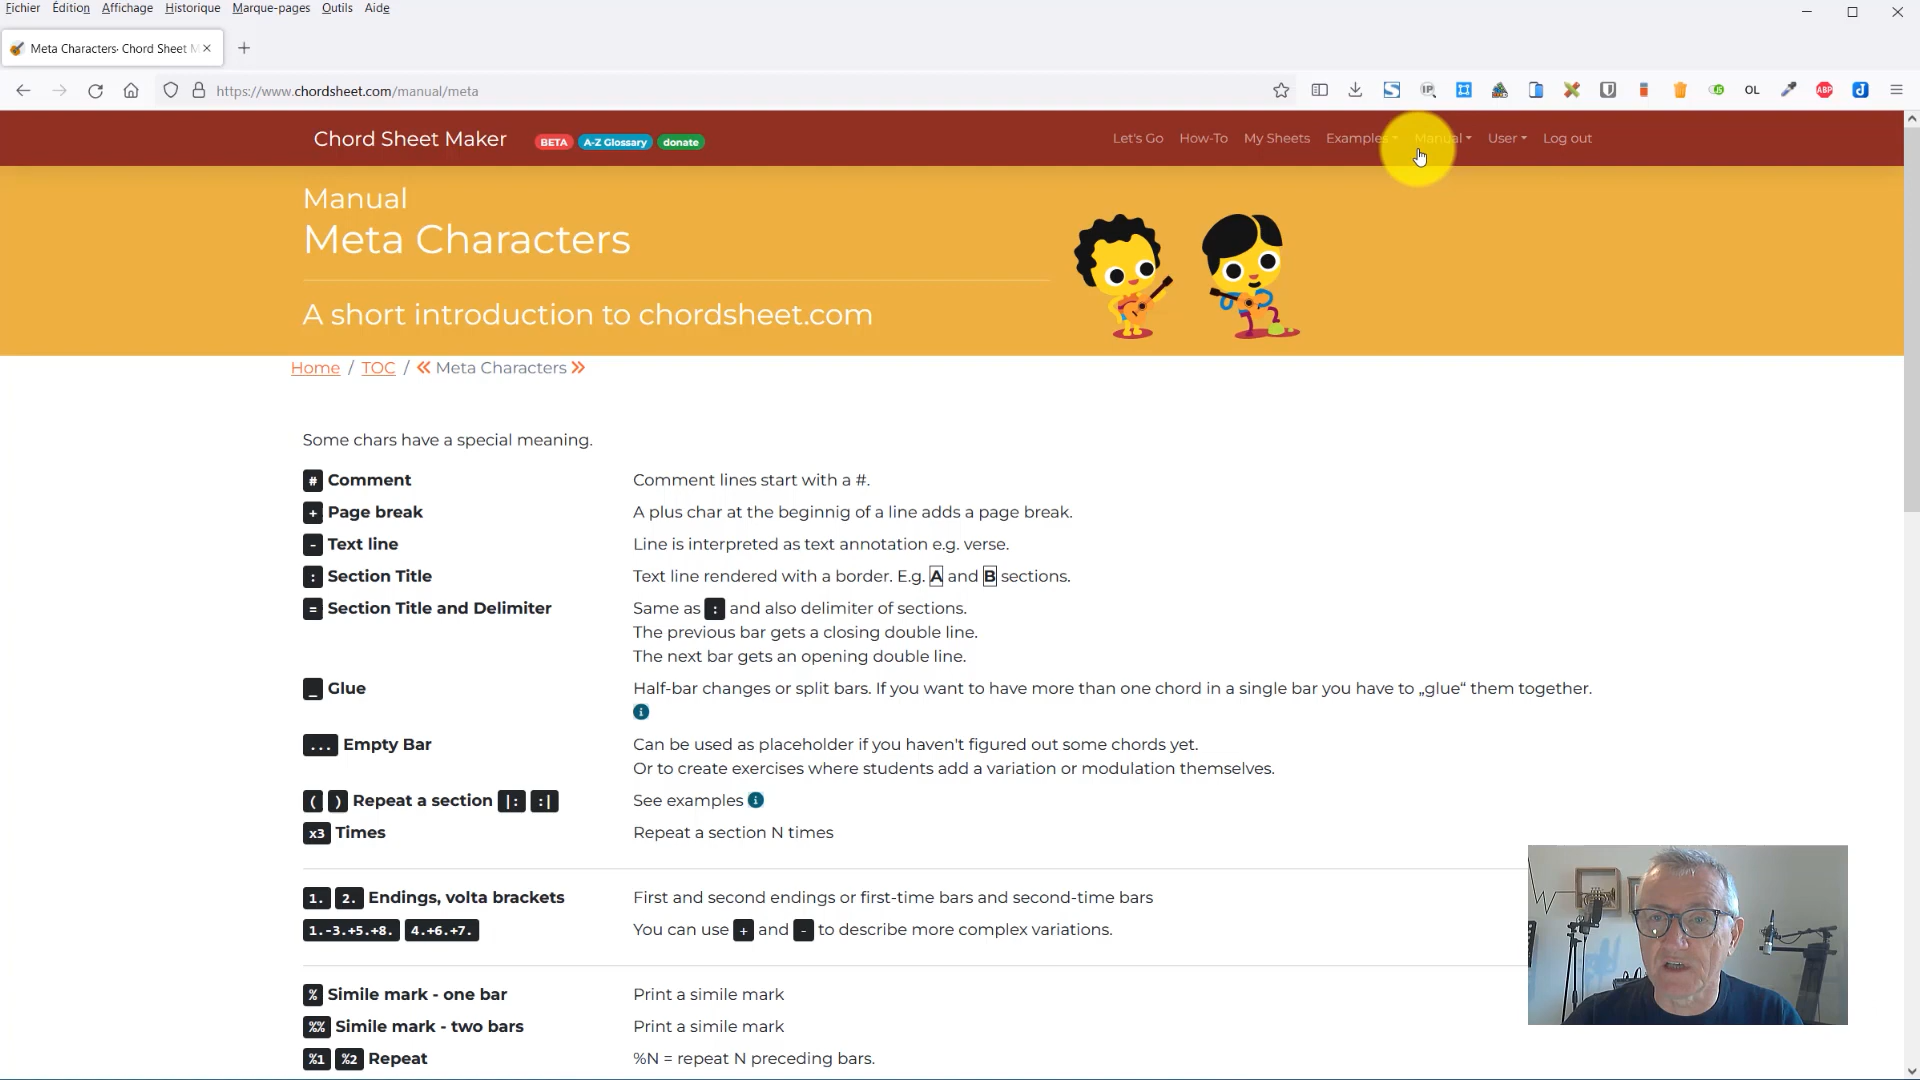 Fichier Édition Affichage Historique Marque-pages Outils Aide
Meta Characters· Chord Sheet
https://www.chordsheet.com/manual/meta
IP OL ABP
Chord Sheet Maker BETA A-Z Glossary donate Let's Go How-To My Sheets Examples Manual User Log out
Manual
Meta Characters
A short introduction to chordsheet.com
Home / TOC / « Meta Characters »
Some chars have a special meaning.
# Comment Comment lines start with a #.
+ Page break A plus char at the beginnig of a line adds a page break.
- Text line Line is interpreted as text annotation e.g. verse.
: Section Title Text line rendered with a border. E.g. A and B sections.
= Section Title and Delimiter Same as : and also delimiter of sections.
The previous bar gets a closing double line.
The next bar gets an opening double line.
_ Glue Half-bar changes or split bars. If you want to have more than one chord in a single bar you have to „glue“ them together.
i
... Empty Bar Can be used as placeholder if you haven't figured out some chords yet.
Or to create exercises where students add a variation or modulation themselves.
( ) Repeat a section |: :| See examples i
x3 Times Repeat a section N times
1. 2. Endings, volta brackets First and second endings or first-time bars and second-time bars
1.-3.+5.+8. 4.+6.+7. You can use + and - to describe more complex variations.
% Simile mark - one bar Print a simile mark
%% Simile mark - two bars Print a simile mark
%1 %2 Repeat %N = repeat N preceding bars.